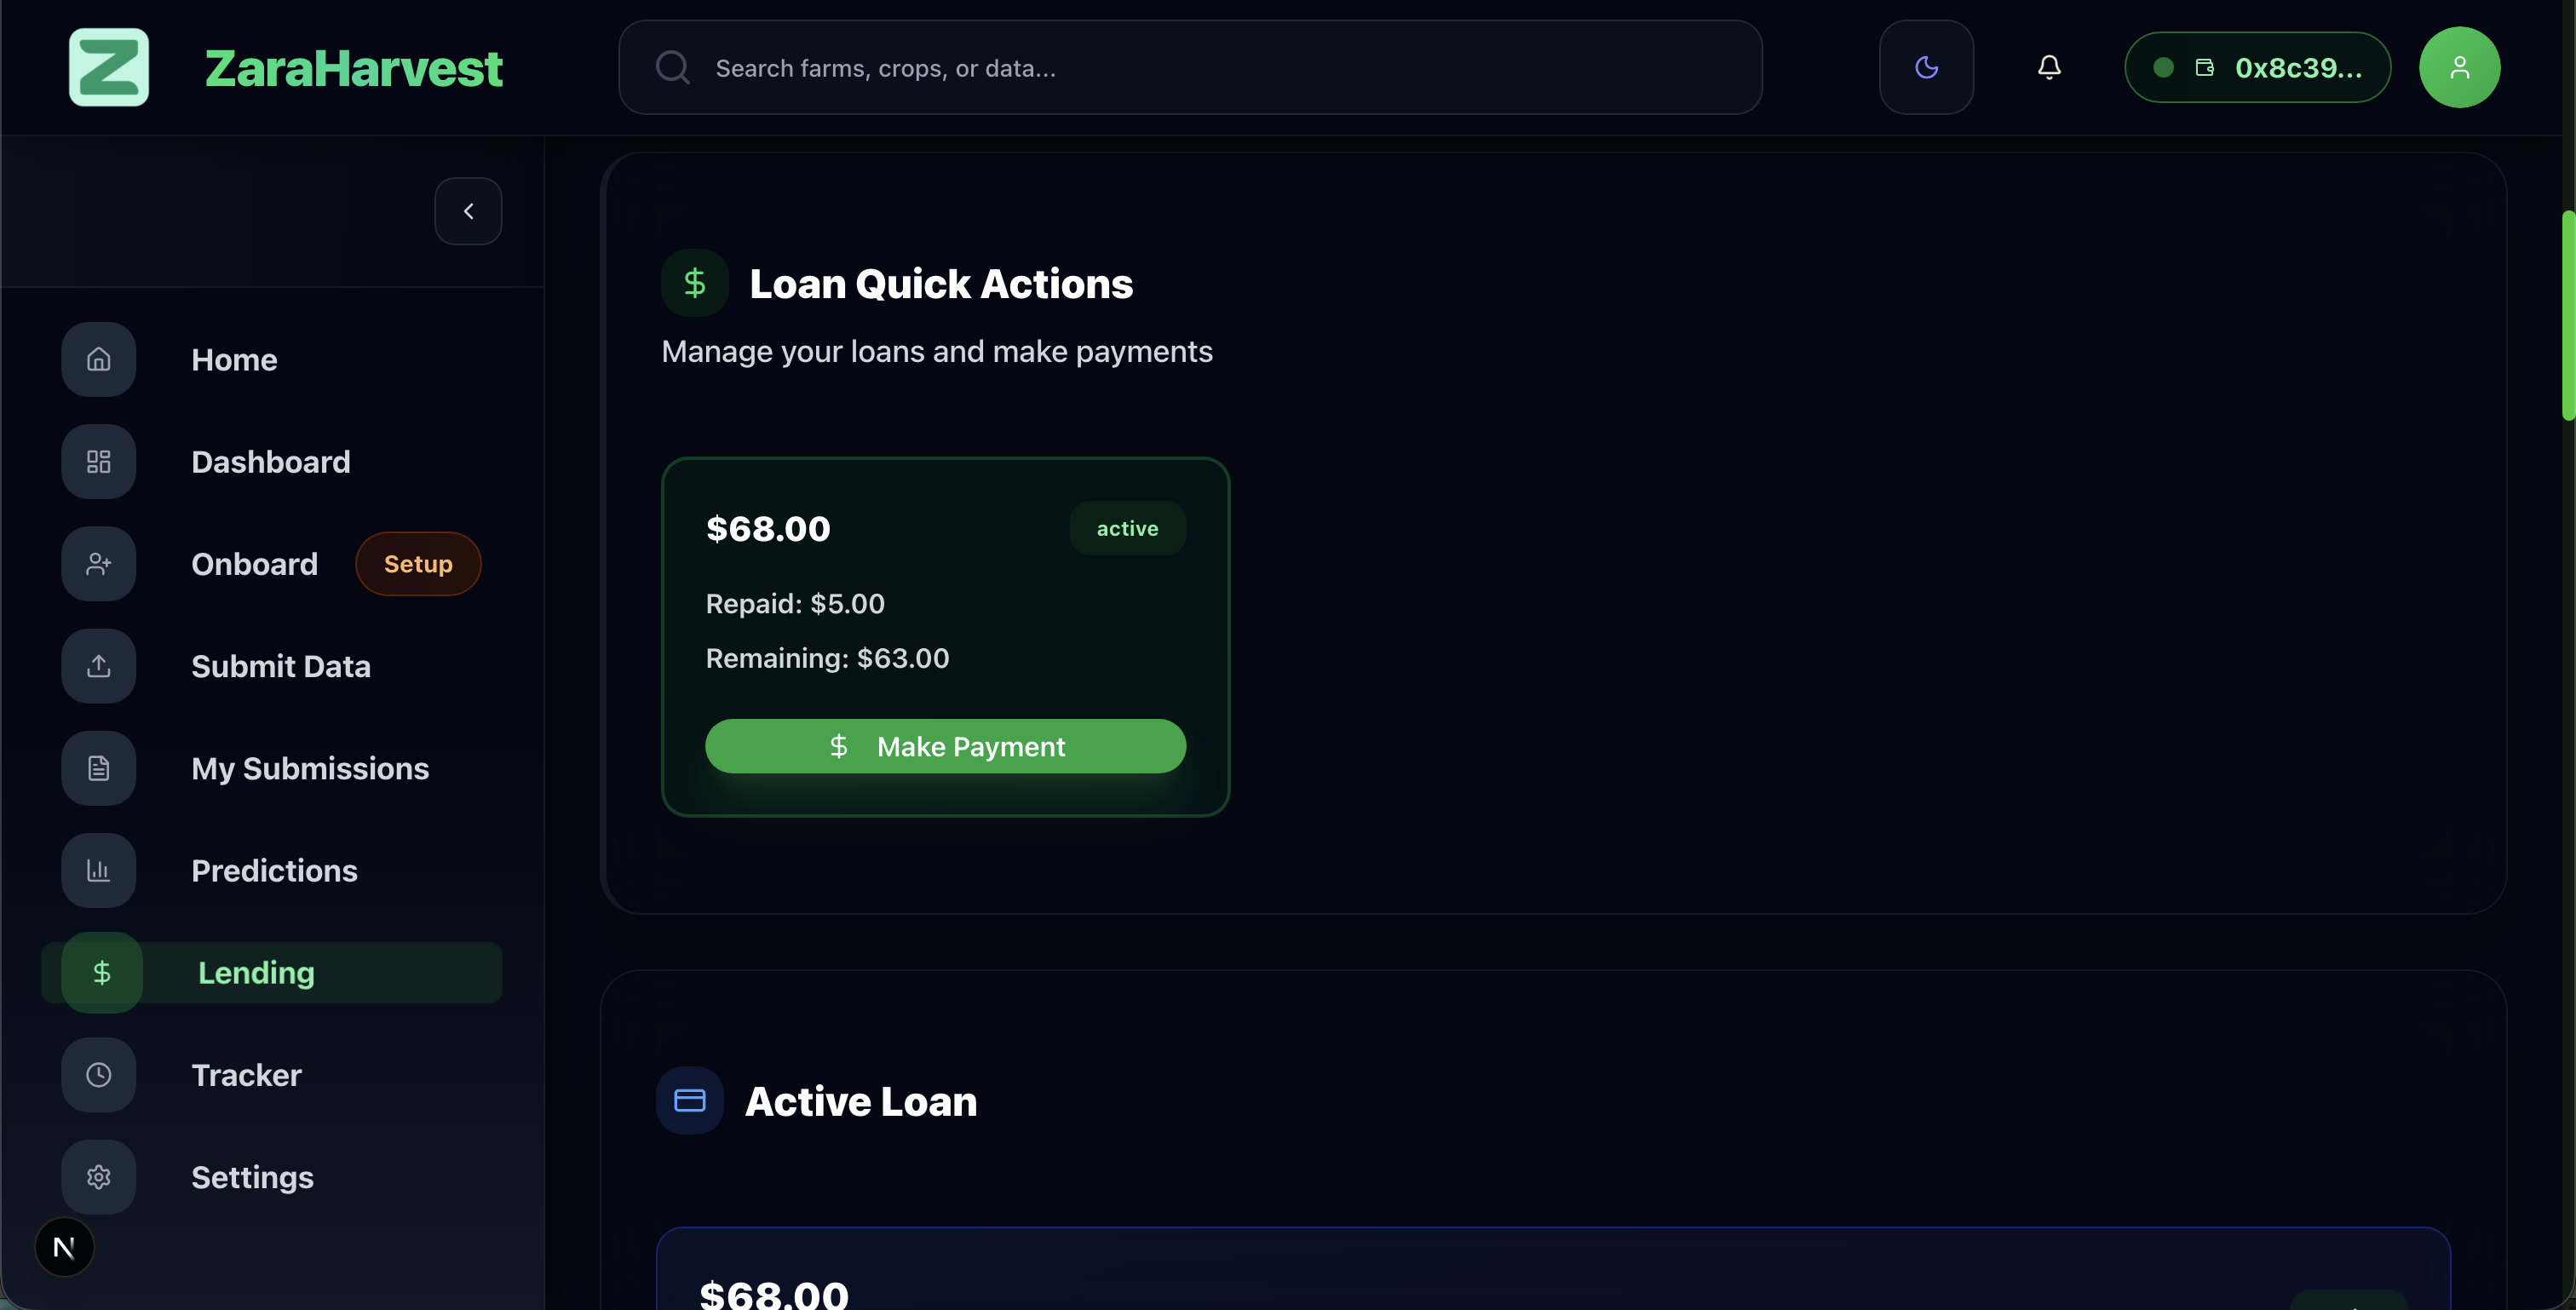 ZaraHarvest
Search farms, crops, or data...
0x8c39...
Home
Dashboard
Onboard
Setup
Submit Data
My Submissions
Predictions
Lending
Tracker
Settings
Loan Quick Actions
Manage your loans and make payments
$68.00
active
Repaid: $5.00
Remaining: $63.00
$ Make Payment
Active Loan
$68.00